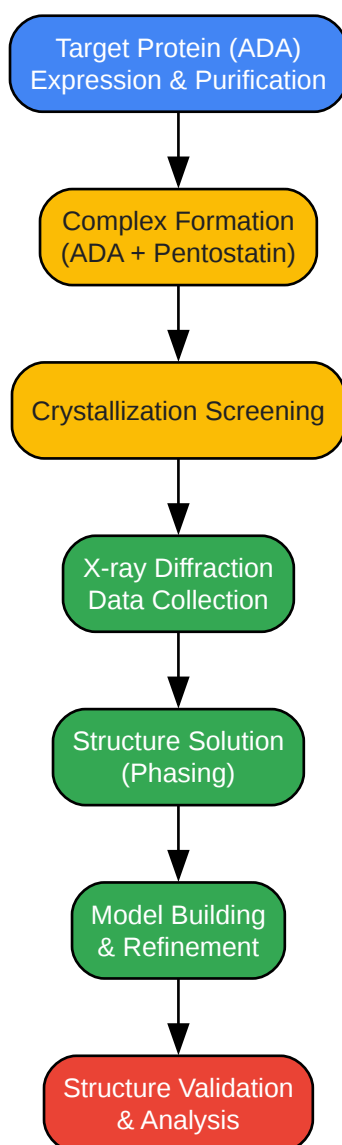 Target Protein (ADA)
Expression & Purification
Complex Formation
(ADA + Pentostatin)
Crystallization Screening
X-ray Diffraction
Data Collection
Structure Solution
(Phasing)
Model Building
& Refinement
Structure Validation
& Analysis